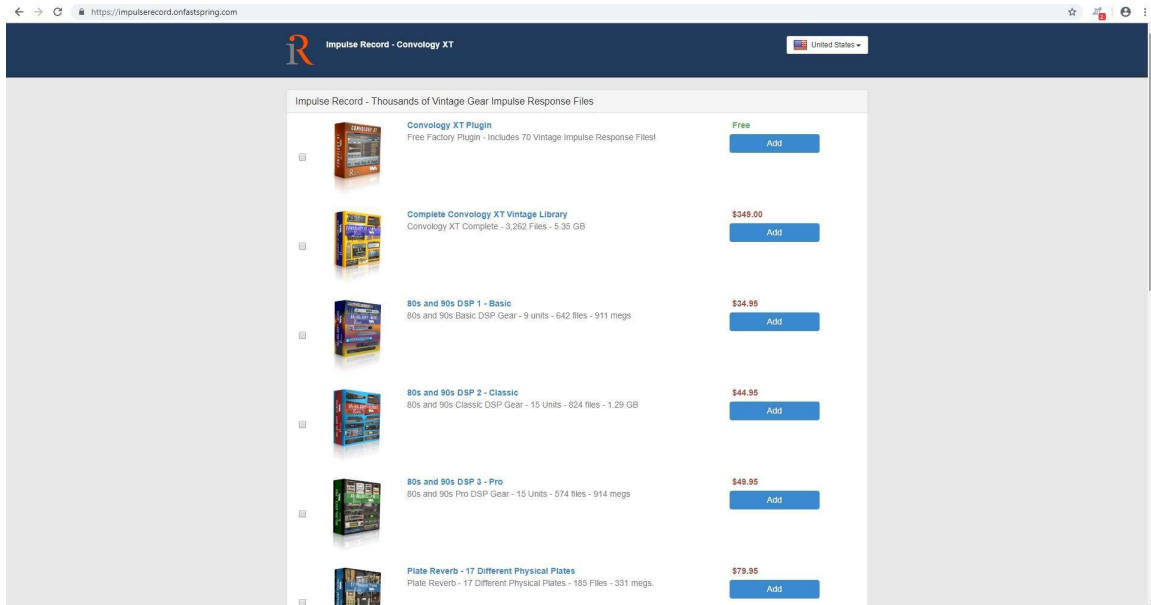 https://impulserecord.onfastspring.com
2
iR
Impulse Record - Convology XT
United States
Impulse Record - Thousands of Vintage Gear Impulse Response Files
Convology XT Plugin
Free
Free Factory Plugin - Includes 70 Vintage Impulse Response Files!
Add
Complete Convology XT Vintage Library
$349.00
Convology XT Complete - 3,262 Files - 5.35 GB
Add
80s and 90s DSP 1 - Basic
$34.95
80s and 90s Basic DSP Gear - 9 units - 642 files - 911 megs
Add
80s and 90s DSP 2 - Classic
$44.95
80s and 90s Classic DSP Gear - 15 Units - 824 files - 1.29 GB
Add
80s and 90s DSP 3 - Pro
$49.95
80s and 90s Pro DSP Gear - 15 Units - 574 files - 914 megs
Add
Plate Reverb - 17 Different Physical Plates
$79.95
Plate Reverb - 17 Different Physical Plates - 185 Files - 331 megs.
Add